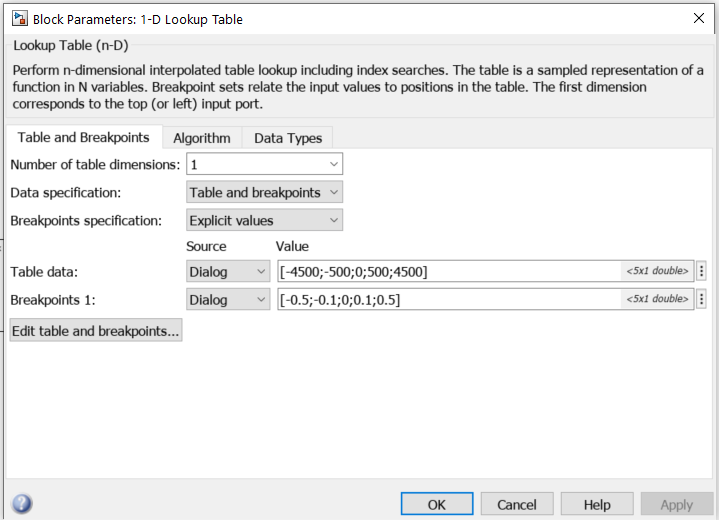 Block Parameters: 1-D Lookup Table
Lookup Table (n-D)
Perform n-dimensional interpolated table lookup including index searches. The table is a sampled representation of a
function in N variables. Breakpoint sets relate the input values to positions in the table. The first dimension
corresponds to the top (or left) input port.
Table and Breakpoints Algorithm Data Types
Number of table dimensions: 1
Data specification: Table and breakpoints
Breakpoints specification: Explicit values
Source Value
Table data: Dialog [-4500;-500;0;500;4500] <5x1 double>
Breakpoints 1: Dialog [-0.5;-0.1;0;0.1;0.5] <5x1 double>
Edit table and breakpoints...
OK Cancel Help Apply